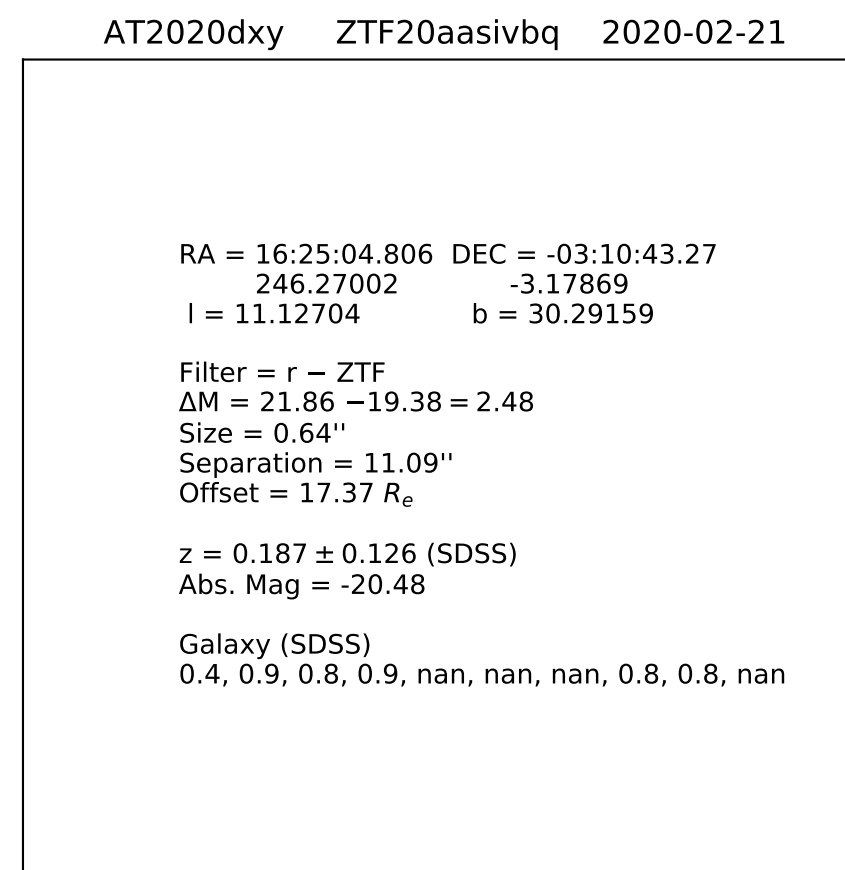 AT2020dxy ZTF20aasivbq 2020-02-21
RA = 16:25:04.806 DEC = -03:10:43.27
246.27002 -3.17869
l = 11.12704 b = 30.29159
Filter = r − ZTF
ΔM = 21.86 −19.38 = 2.48
Size = 0.64''
Separation = 11.09''
Offset = 17.37 Rₑ
z = 0.187 ± 0.126 (SDSS)
Abs. Mag = -20.48
Galaxy (SDSS)
0.4, 0.9, 0.8, 0.9, nan, nan, nan, 0.8, 0.8, nan